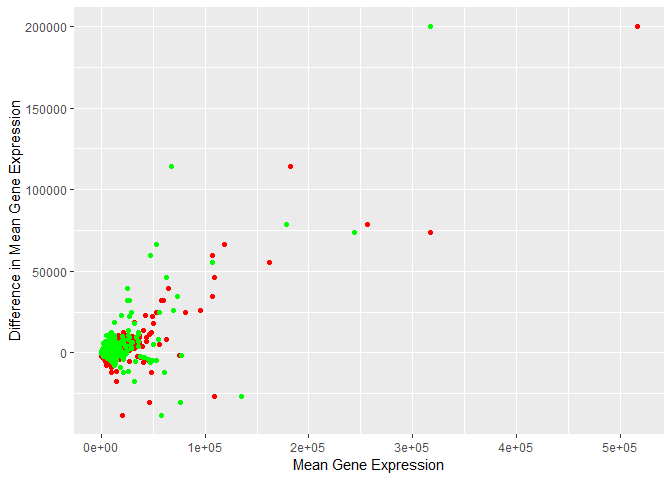 200000
150000
100000
50000
0
0e+00 1e+05 2e+05 3e+05 4e+05 5e+05
Mean Gene Expression
Difference in Mean Gene Expression